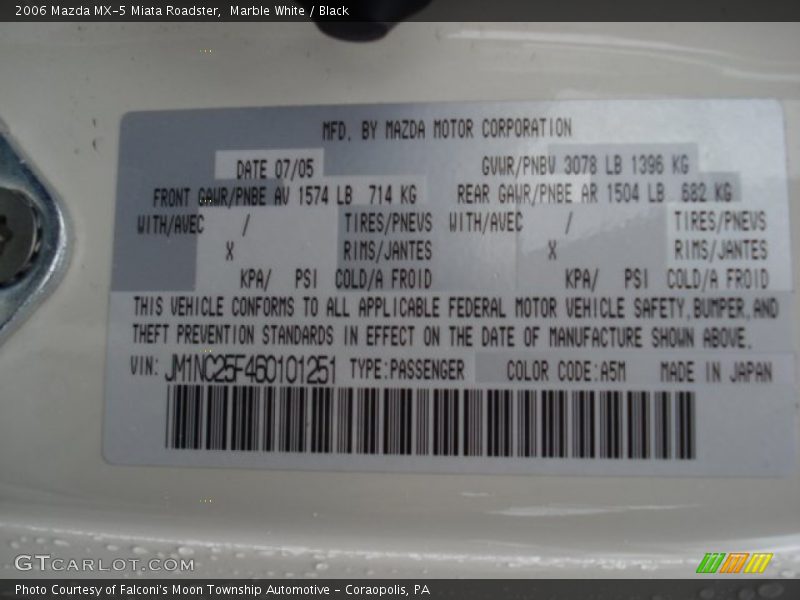 2006 Mazda MX-5 Miata Roadster,  Marble White / Black
MFD. BY MAZDA MOTOR CORPORATION
DATE 07/05 GVWR/PNBV 3078 LB 1396 KG
FRONT GAWR/PNBE AV 1574 LB 714 KG REAR GAWR/PNBE AR 1504 LB 682 KG
WITH/AVEC / TIRES/PNEUS WITH/AVEC / TIRES/PNEUS
X RIMS/JANTES X RIMS/JANTES
KPA/ PSI COLD/A FROID KPA/ PSI COLD/A FROID
THIS VEHICLE CONFORMS TO ALL APPLICABLE FEDERAL MOTOR VEHICLE SAFETY,BUMPER,AND
THEFT PREVENTION STANDARDS IN EFFECT ON THE DATE OF MANUFACTURE SHOWN ABOVE.
VIN: JM1NC25F460101251 TYPE:PASSENGER COLOR CODE:A5M MADE IN JAPAN
GTCARLOT.COM
Photo Courtesy of Falconi's Moon Township Automotive - Coraopolis, PA